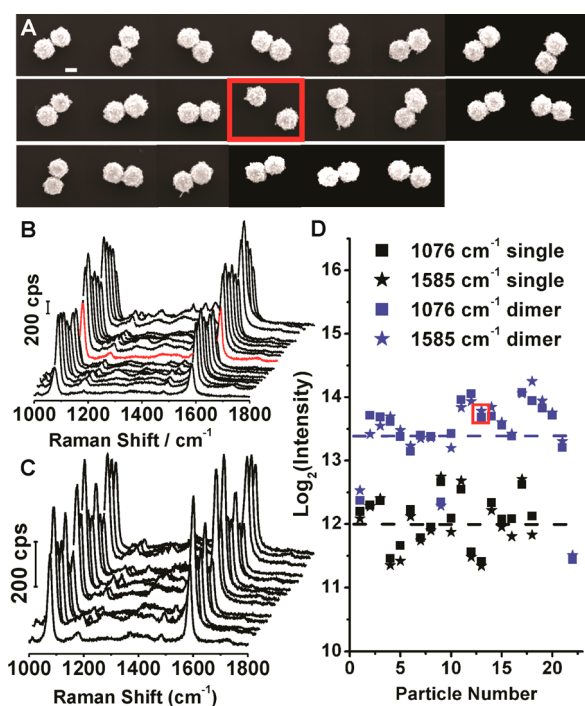 A
B
200 cps
1000 1200 1400 1600 1800
Raman Shift / cm⁻¹
C
200 cps
1000 1200 1400 1600 1800
Raman Shift (cm⁻¹)
D
1076 cm⁻¹ single
1585 cm⁻¹ single
1076 cm⁻¹ dimer
1585 cm⁻¹ dimer
Log₂(Intensity)
16
15
14
13
12
11
10
0 5 10 15 20
Particle Number